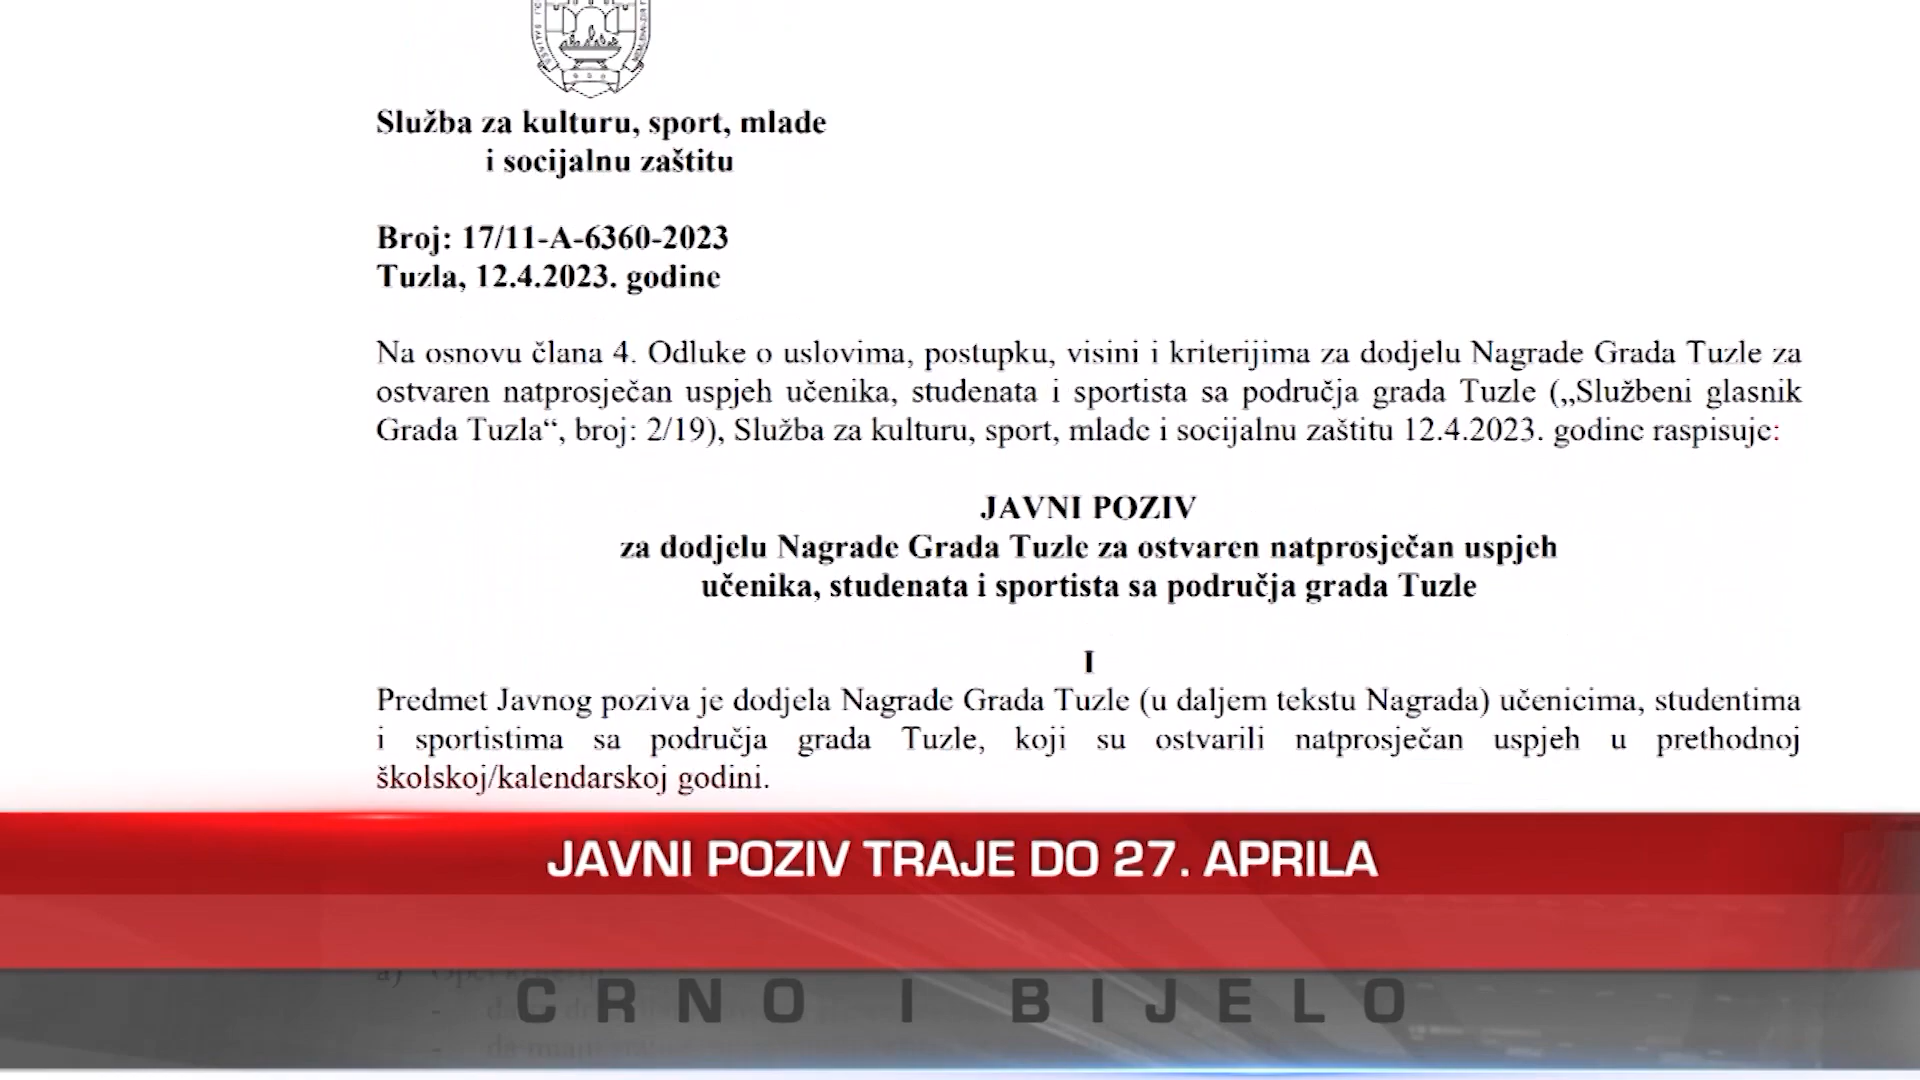 Služba za kulturu, sport, mlade
i socijalnu zaštitu
Broj: 17/11-A-6360-2023
Tuzla, 12.4.2023. godine
Na osnovu člana 4. Odluke o uslovima, postupku, visini i kriterijima za dodjelu Nagrade Grada Tuzle za
ostvaren natprosječan uspjeh učenika, studenata i sportista sa područja grada Tuzle („Službeni glasnik
Grada Tuzla“, broj: 2/19), Služba za kulturu, sport, mlade i socijalnu zaštitu 12.4.2023. godine raspisuje:
JAVNI POZIV
za dodjelu Nagrade Grada Tuzle za ostvaren natprosječan uspjeh
učenika, studenata i sportista sa područja grada Tuzle
I
Predmet Javnog poziva je dodjela Nagrade Grada Tuzle (u daljem tekstu Nagrada) učenicima, studentima
i sportistima sa područja grada Tuzle, koji su ostvarili natprosječan uspjeh u prethodnoj
školskoj/kalendarskoj godini.
JAVNI POZIV TRAJE DO 27. APRILA
CRNO I BIJELO